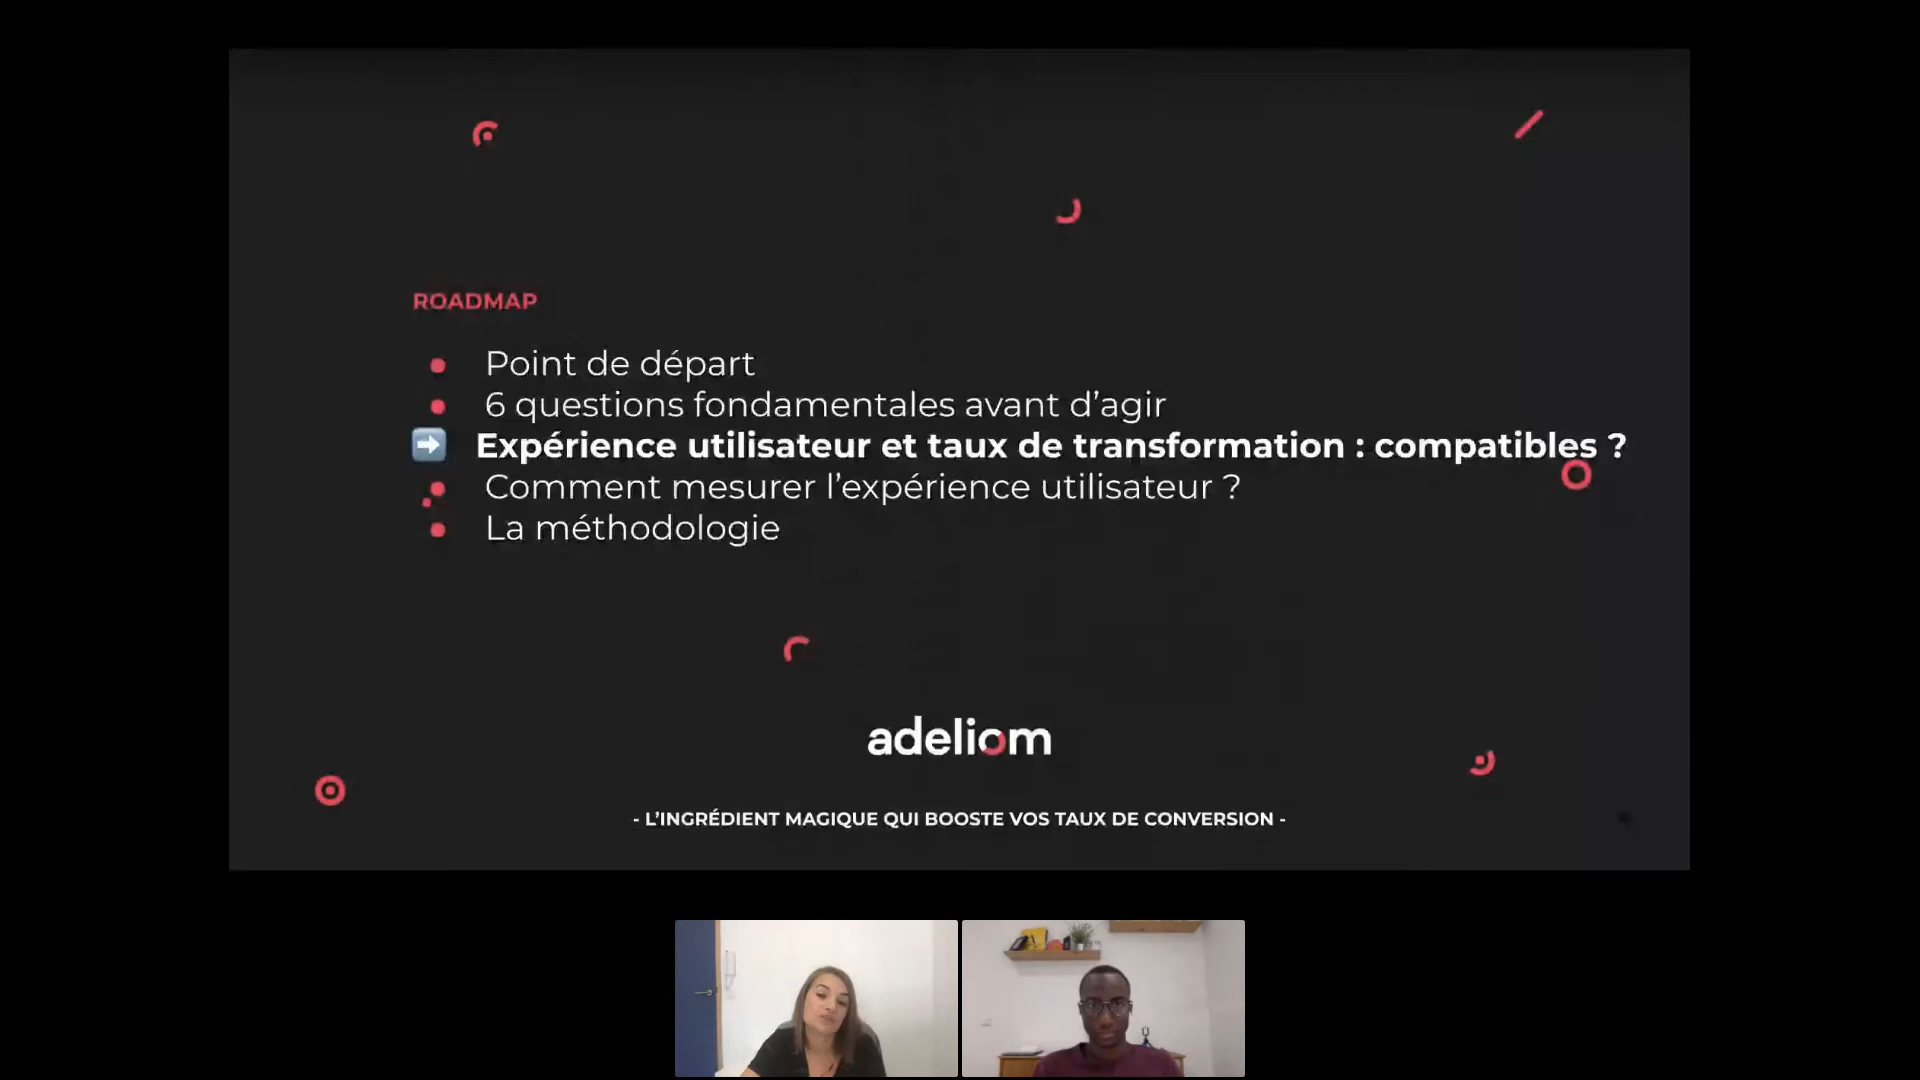 ROADMAP
Point de départ
6 questions fondamentales avant d’agir
Expérience utilisateur et taux de transformation : compatibles ?
Comment mesurer l’expérience utilisateur ?
La méthodologie
adeliom
- L’INGRÉDIENT MAGIQUE QUI BOOSTE VOS TAUX DE CONVERSION -